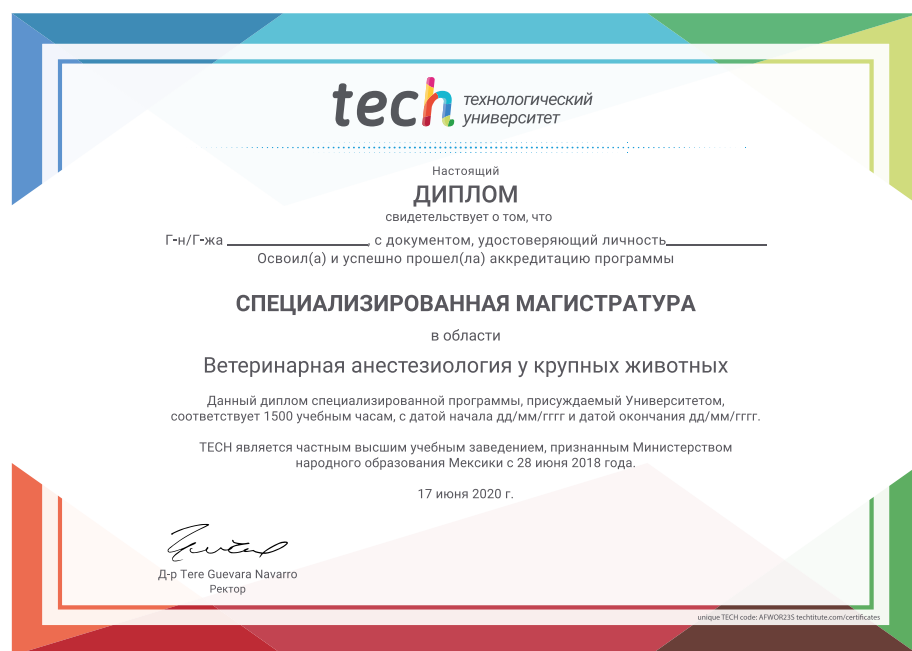 tech технологический
университет
Настоящий
ДИПЛОМ
свидетельствует о том, что
Г-н/Г-жа ____________________, с документом, удостоверяющий личность______________
Освоил(а) и успешно прошел(ла) аккредитацию программы
СПЕЦИАЛИЗИРОВАННАЯ МАГИСТРАТУРА
в области
Ветеринарная анестезиология у крупных животных
Данный диплом специализированной программы, присуждаемый Университетом,
соответствует 1500 учебным часам, с датой начала дд/мм/гггг и датой окончания дд/мм/гггг.
TECH является частным высшим учебным заведением, признанным Министерством
народного образования Мексики с 28 июня 2018 года.
17 июня 2020 г.
Д-р Tere Guevara Navarro
Ректор
unique TECH code: AFWOR23S techtitute.com/certificates